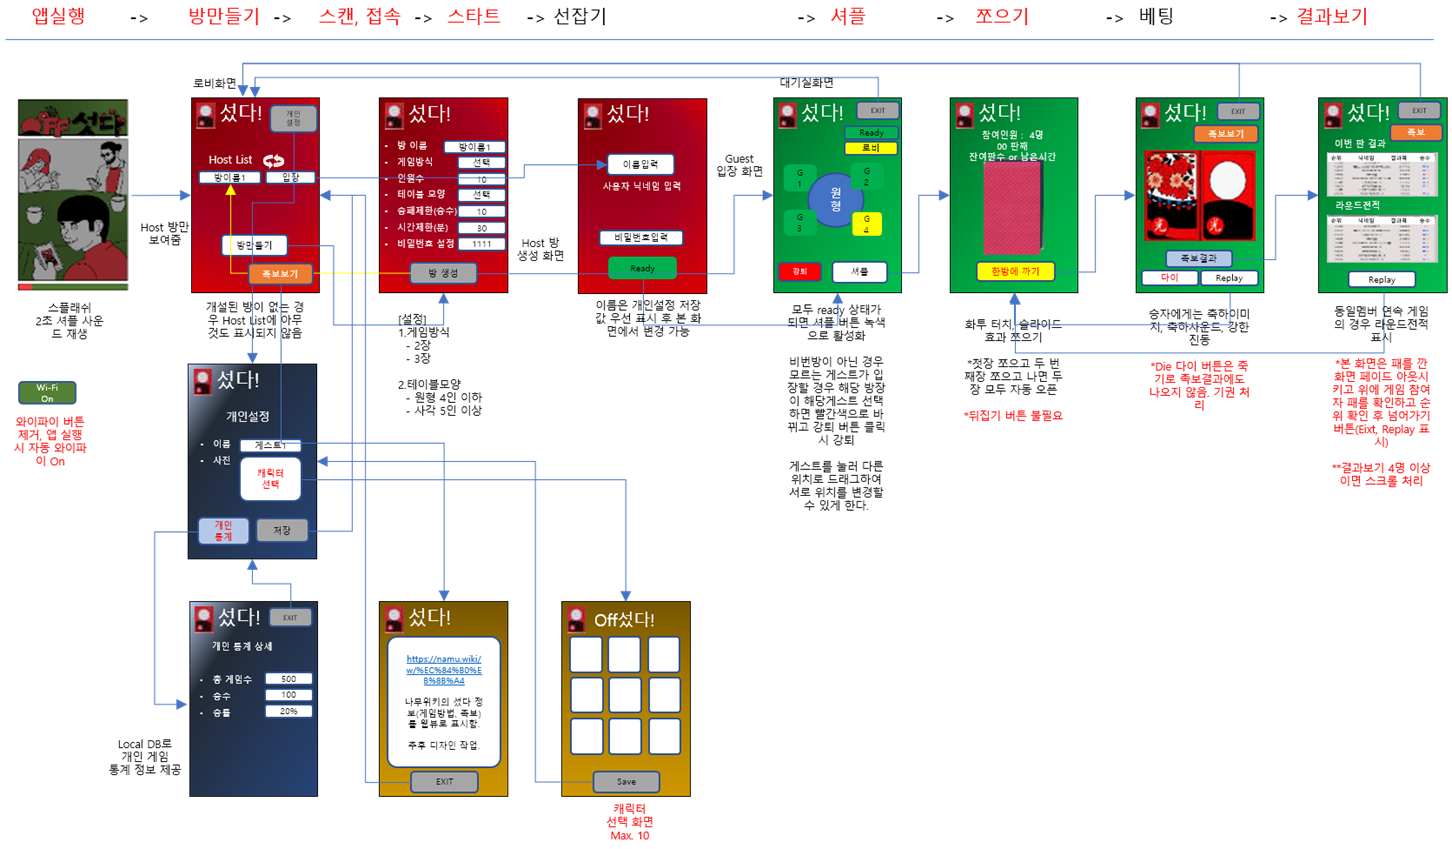 앱실행 -> 방만들기 -> 스캔, 접속 -> 스타트 -> 선잡기 -> 셔플 -> 쪼으기 -> 베팅 -> 결과보기
스플래쉬
2초 셔플 사운
드 재생
Wi-Fi
On
와이파이 버튼
제거, 앱 실행
시 자동 와이파
이 On
로비화면
섰다!
개인
설정
Host List
방이름1
입장
방만들기
족보보기
Host 방만
보여줌
개설된 방이 없는 경
우 Host List에 아무
것도 표시되지 않음
섰다!
- 방 이름 방이름1
- 게임방식 선택
- 인원수 10
- 테이블 모양 선택
- 승패제한(승수) 10
- 시간제한(분) 30
- 비밀번호 설정 1111
방 생성
[설정]
1.게임방식
- 2장
- 3장
2.테이블모양
- 원형 4인 이하
- 사각 5인 이상
Host 방
생성 화면
섰다!
이름입력
사용자 닉네임 입력
비밀번호입력
Ready
이름은 개인설정 저장
값 우선 표시 후 본 화
면에서 변경 가능
Guest
입장 화면
대기실화면
섰다!
EXIT
Ready
로비
G
1
G
2
원
형
G
3
G
4
강퇴
셔플
모두 ready 상태가
되면 셔플 버튼 녹색
으로 활성화
비번방이 아닌 경우
모르는 게스트가 입
장할 경우 해당 방장
이 해당게스트 선택
하면 빨간색으로 바
뀌고 강퇴 버튼 클릭
시 강퇴
게스트를 눌러 다른
위치로 드래그하여
서로 위치를 변경할
수 있게 한다.
섰다!
참여인원 : 4명
00 판째
잔여판수 or 남은시간
한방에 까기
화투 터치, 슬라이드
효과 쪼으기
*첫장 쪼으고 두 번
째장 쪼으고 나면 두
장 모두 자동 오픈
*뒤집기 버튼 불필요
섰다!
EXIT
족보보기
光
光
족보결과
다이
Replay
승자에게는 축하이미
지, 축하사운드, 강한
진동
*Die 다이 버튼은 죽
기로 족보결과에도
나오지 않음. 기권 처
리
섰다!
EXIT
족보
이번 판 결과
순위 닉네임 결과패 승수
라운드전적
순위 닉네임 결과패 승수
Replay
동일멤버 연속 게임
의 경우 라운드전적
표시
*본 화면은 패를 깐
화면 페이드 아웃시
키고 위에 게임 참여
자 패를 확인하고 순
위 확인 후 넘어가기
버튼(Eixt, Replay 표
시)
**결과보기 4명 이상
이면 스크롤 처리
섰다!
개인설정
- 이름 게스트1
- 사진
캐릭터
선택
개인
통계
저장
섰다!
EXIT
개인 통계 상세
- 총 게임수 500
- 승수 100
- 승률 20%
Local DB로
개인 게임
통계 정보 제공
섰다!
https://namu.wiki/
w/%EC%84%B0%E
B%8B%A4
나무위키의 섰다 정
보(게임방법, 족보)
를 웹뷰로 표시함.
추후 디자인 작업.
EXIT
Off섰다!
Save
캐릭터
선택 화면
Max. 10